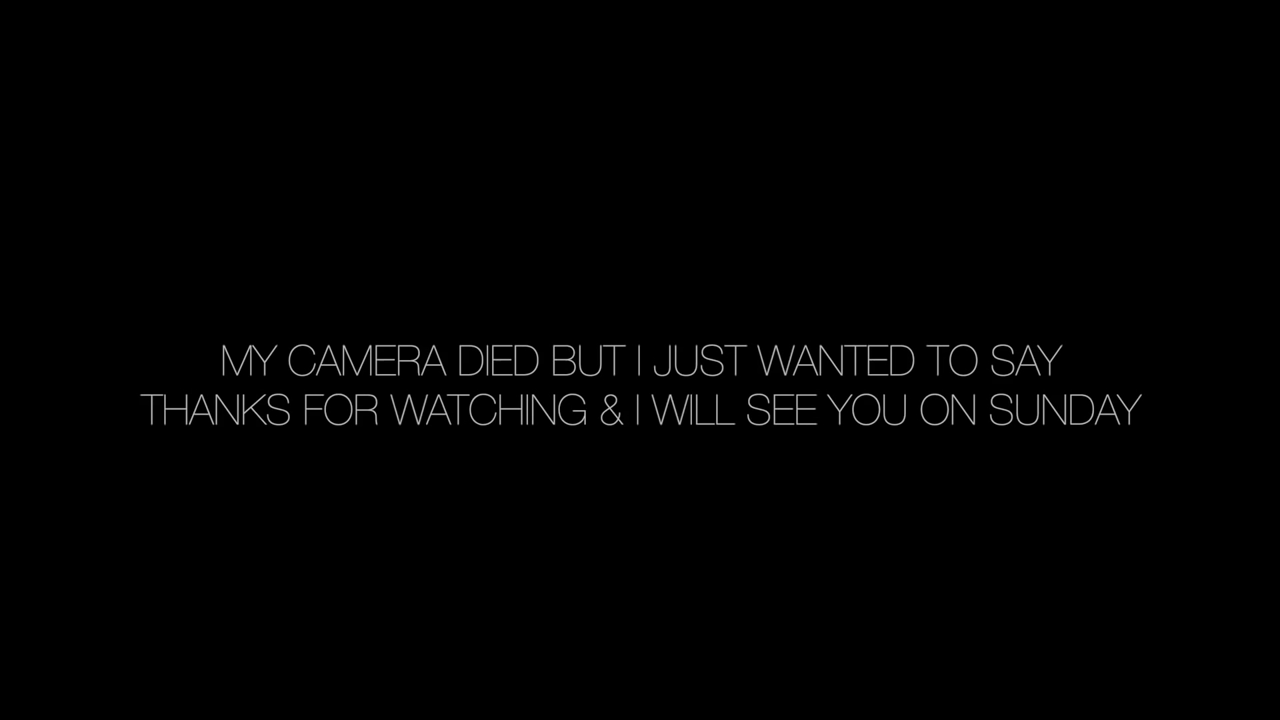 MY CAMERA DIED BUT I JUST WANTED TO SAY
THANKS FOR WATCHING & I WILL SEE YOU ON SUNDAY